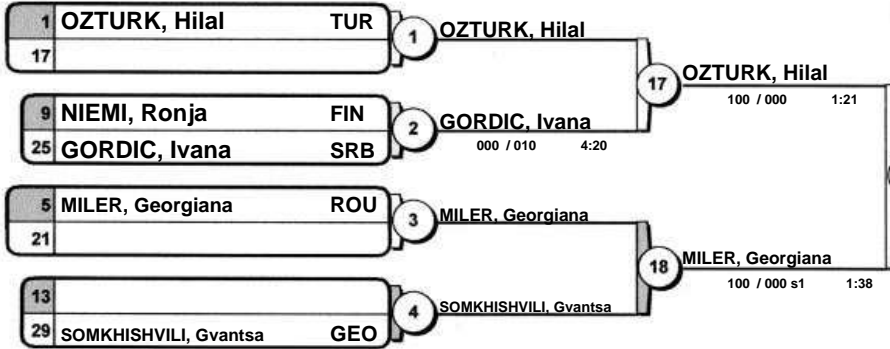 1 OZTURK, Hilal TUR
17
1 OZTURK, Hilal
9 NIEMI, Ronja FIN
25 GORDIC, Ivana SRB
2 GORDIC, Ivana
000 / 010 4:20
17 OZTURK, Hilal
100 / 000 1:21
5 MILER, Georgiana ROU
21
3 MILER, Georgiana
13
29 SOMKHISHVILI, Gvantsa GEO
4 SOMKHISHVILI, Gvantsa
18 MILER, Georgiana
100 / 000 s1 1:38